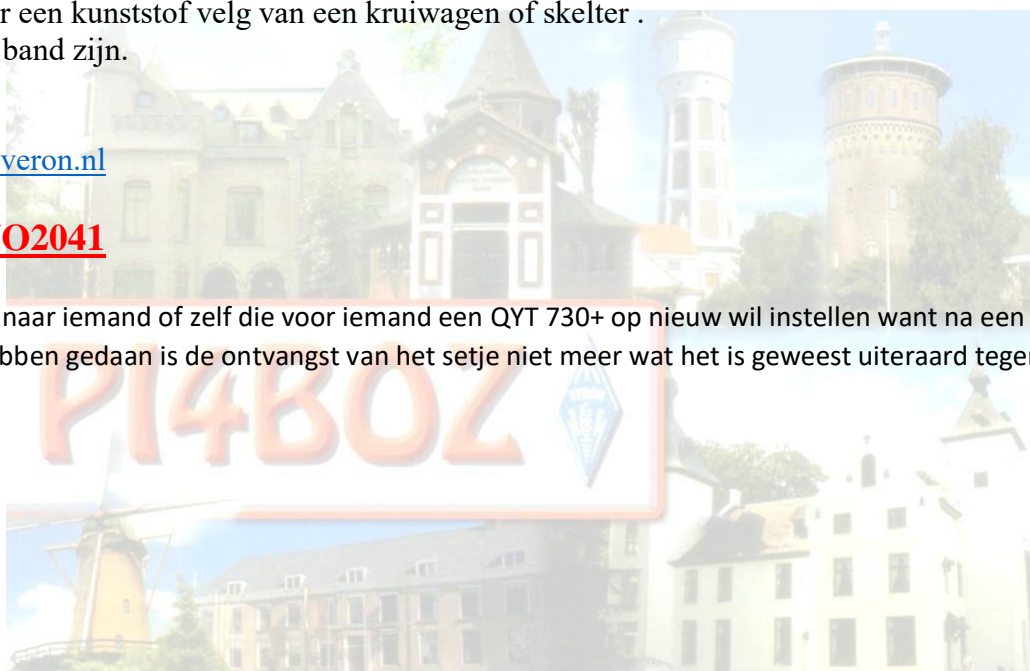 r een kunststof velg van een kruiwagen of skelter .
band zijn.
veron.nl
O2041
naar iemand of zelf die voor iemand een QYT 730+ op nieuw wil instellen want na een
bben gedaan is de ontvangst van het setje niet meer wat het is geweest uiteraard tegen
PI4BOZ